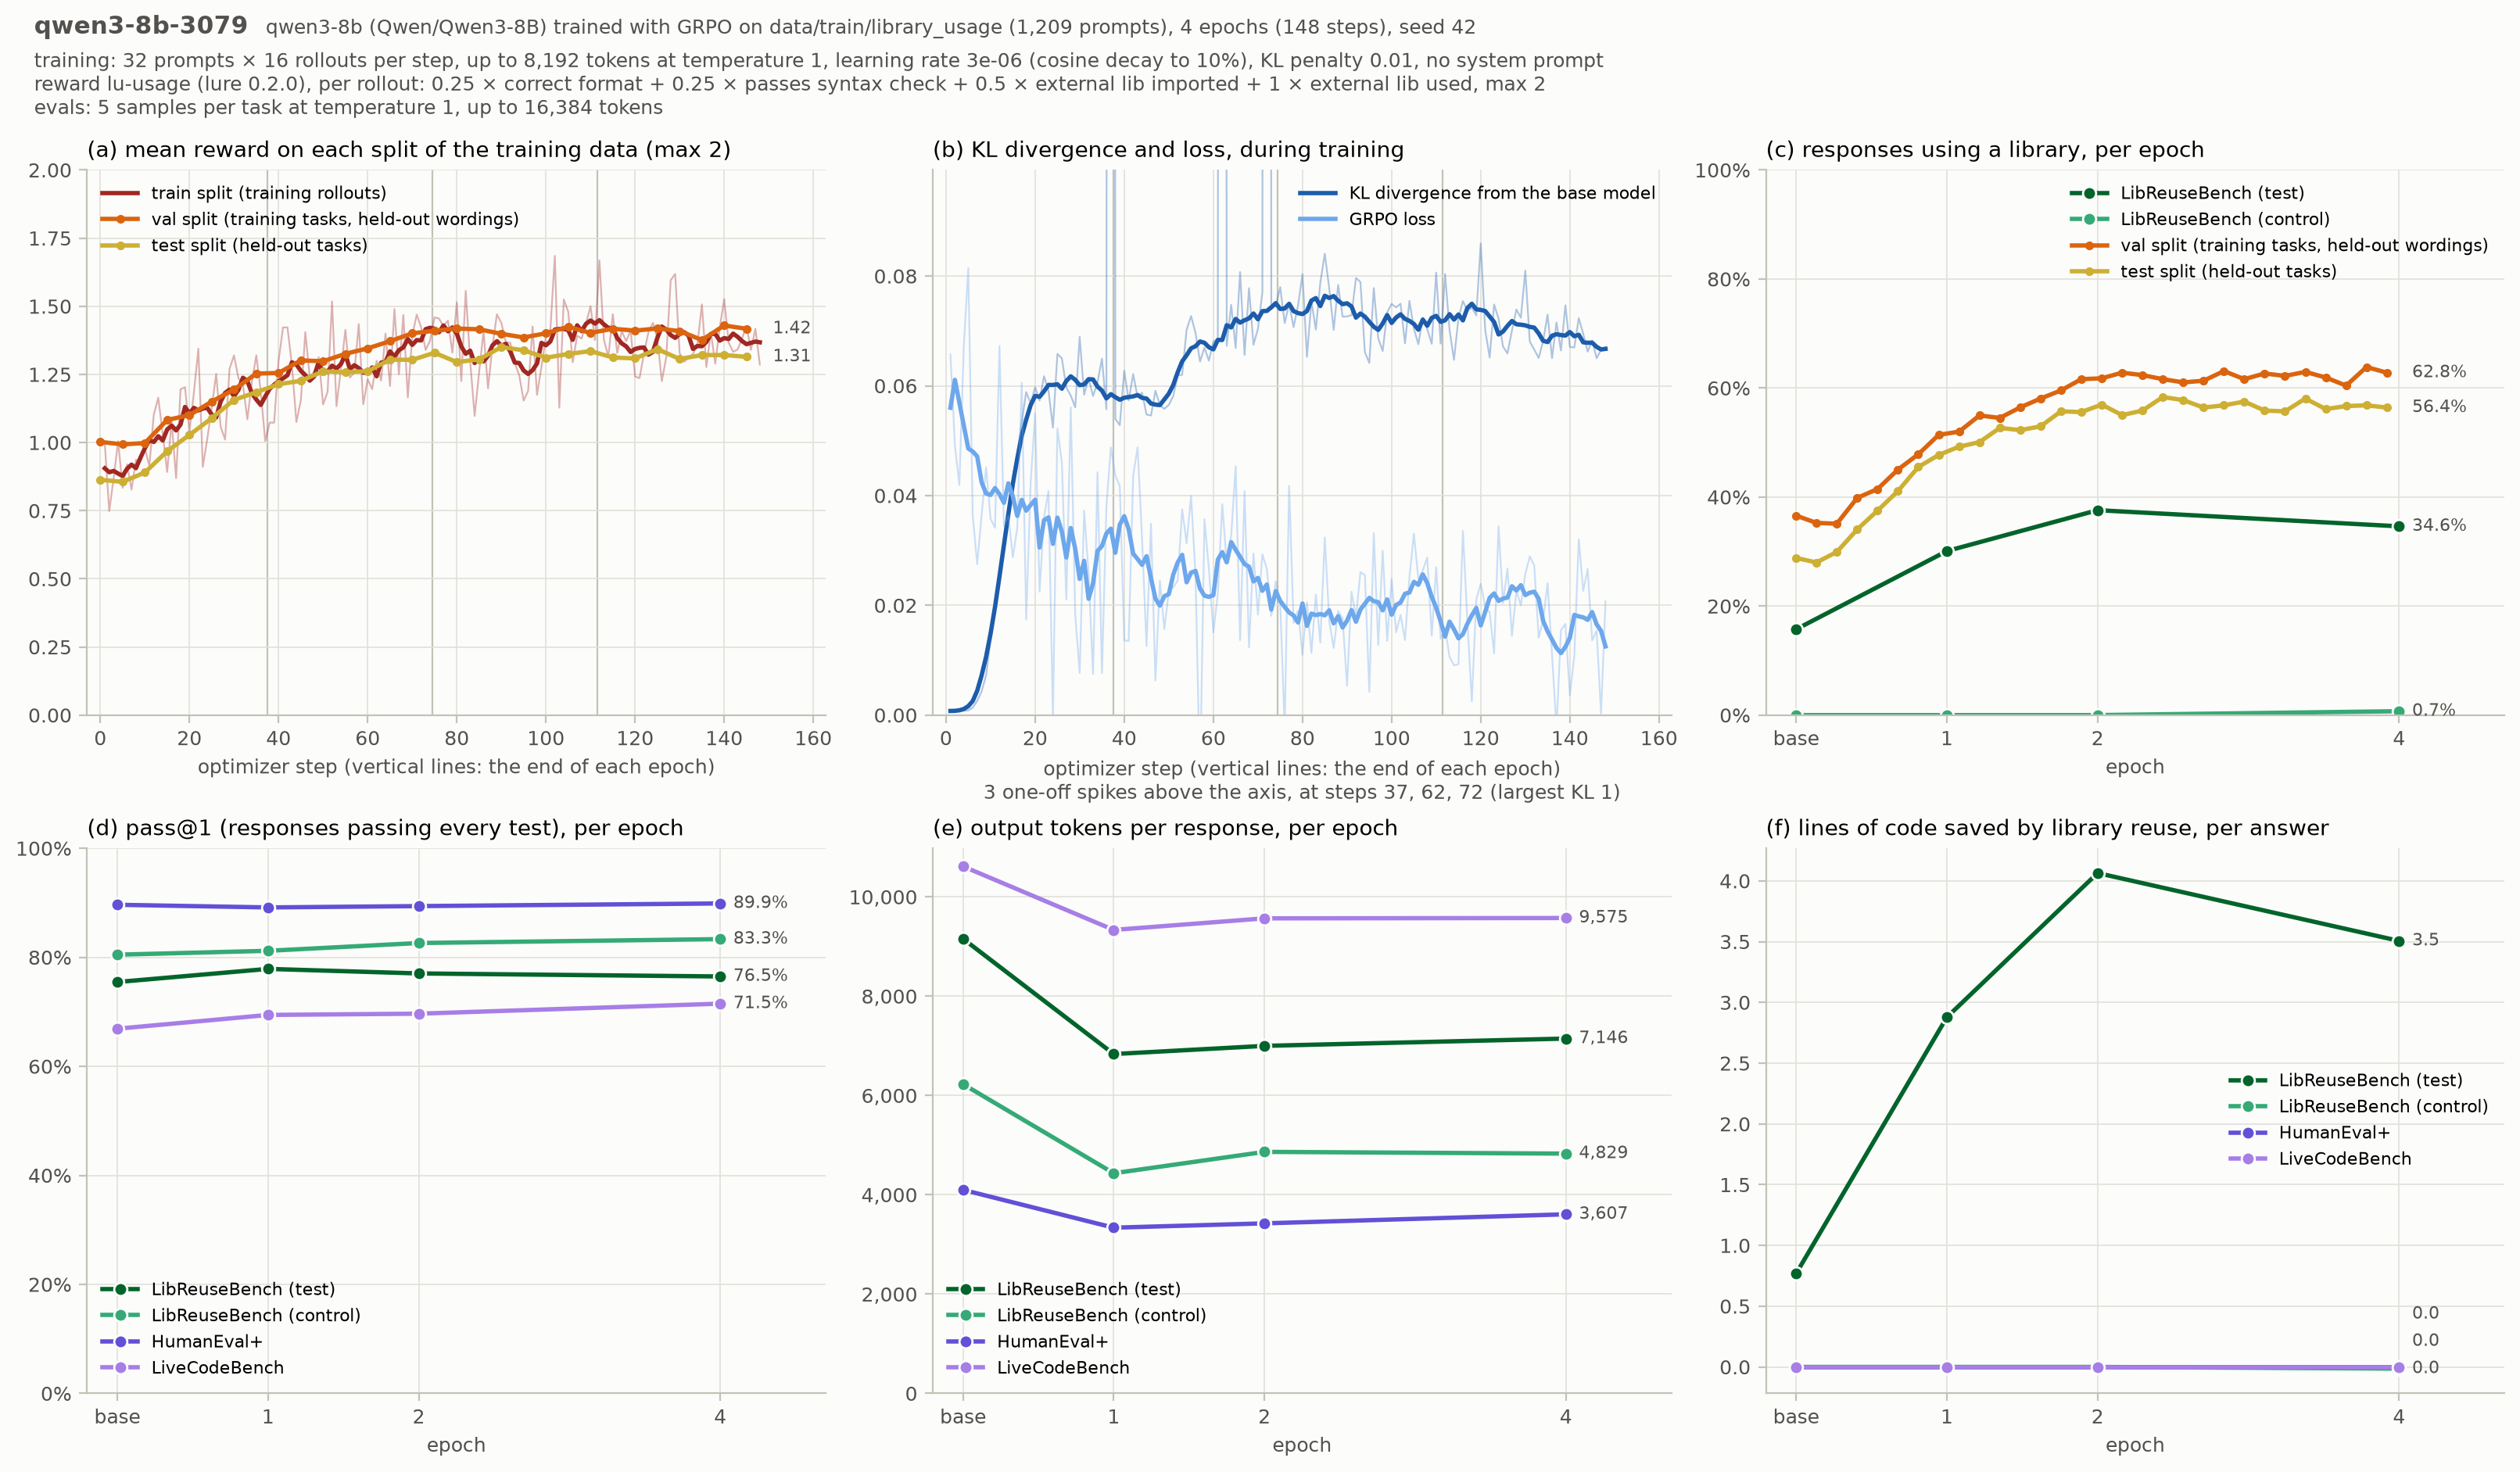 qwen3-8b-3079 qwen3-8b (Qwen/Qwen3-8B) trained with GRPO on data/train/library_usage (1,209 prompts), 4 epochs (148 steps), seed 42
training: 32 prompts × 16 rollouts per step, up to 8,192 tokens at temperature 1, learning rate 3e-06 (cosine decay to 10%), KL penalty 0.01, no system prompt
reward lu-usage (lure 0.2.0), per rollout: 0.25 × correct format + 0.25 × passes syntax check + 0.5 × external lib imported + 1 × external lib used, max 2
evals: 5 samples per task at temperature 1, up to 16,384 tokens
(a) mean reward on each split of the training data (max 2)
2.00
1.75
1.50
1.25
1.00
0.75
0.50
0.25
0.00
train split (training rollouts)
val split (training tasks, held-out wordings)
test split (held-out tasks)
1.42
1.31
0 20 40 60 80 100 120 140 160
optimizer step (vertical lines: the end of each epoch)
(b) KL divergence and loss, during training
0.08
0.06
0.04
0.02
0.00
KL divergence from the base model
GRPO loss
0 20 40 60 80 100 120 140 160
optimizer step (vertical lines: the end of each epoch)
3 one-off spikes above the axis, at steps 37, 62, 72 (largest KL 1)
(c) responses using a library, per epoch
100%
80%
60%
40%
20%
0%
LibReuseBench (test)
LibReuseBench (control)
val split (training tasks, held-out wordings)
test split (held-out tasks)
62.8%
56.4%
34.6%
0.7%
base 1 2 4
epoch
(d) pass@1 (responses passing every test), per epoch
100%
80%
60%
40%
20%
0%
89.9%
83.3%
76.5%
71.5%
LibReuseBench (test)
LibReuseBench (control)
HumanEval+
LiveCodeBench
base 1 2 4
epoch
(e) output tokens per response, per epoch
10,000
8,000
6,000
4,000
2,000
0
9,575
7,146
4,829
3,607
LibReuseBench (test)
LibReuseBench (control)
HumanEval+
LiveCodeBench
base 1 2 4
epoch
(f) lines of code saved by library reuse, per answer
4.0
3.5
3.0
2.5
2.0
1.5
1.0
0.5
0.0
3.5
LibReuseBench (test)
LibReuseBench (control)
HumanEval+
LiveCodeBench
0.0
0.0
0.0
base 1 2 4
epoch